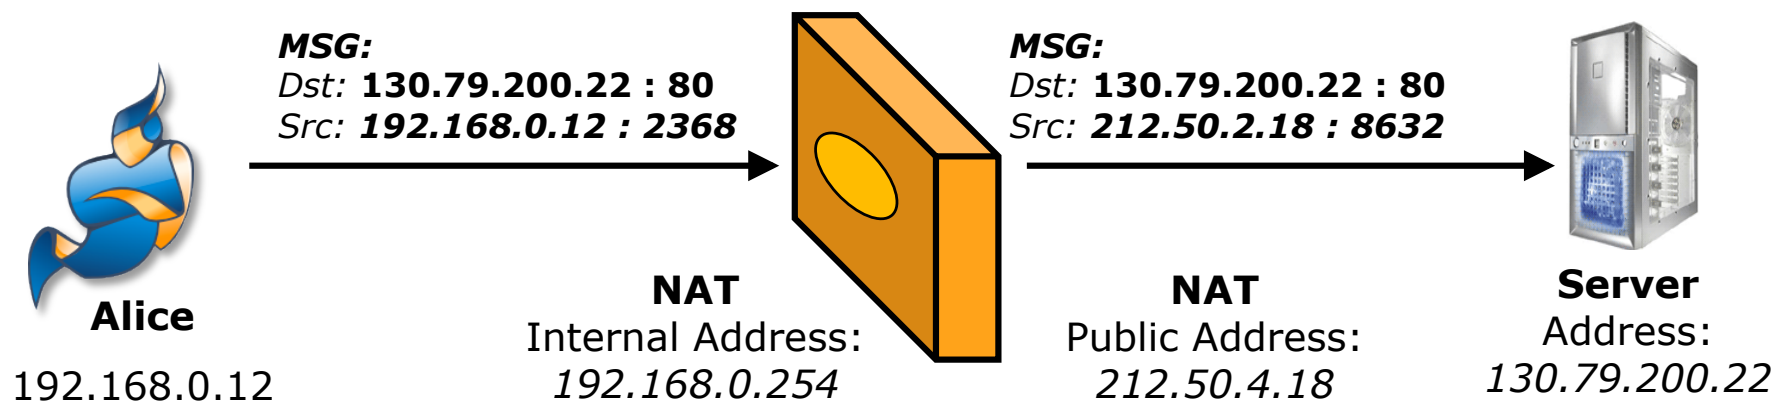 MSG:
Dst: 130.79.200.22 : 80
Src: 192.168.0.12 : 2368
MSG:
Dst: 130.79.200.22 : 80
Src: 212.50.2.18 : 8632
Alice
192.168.0.12
NAT
Internal Address:
192.168.0.254
NAT
Public Address:
212.50.4.18
Server
Address:
130.79.200.22